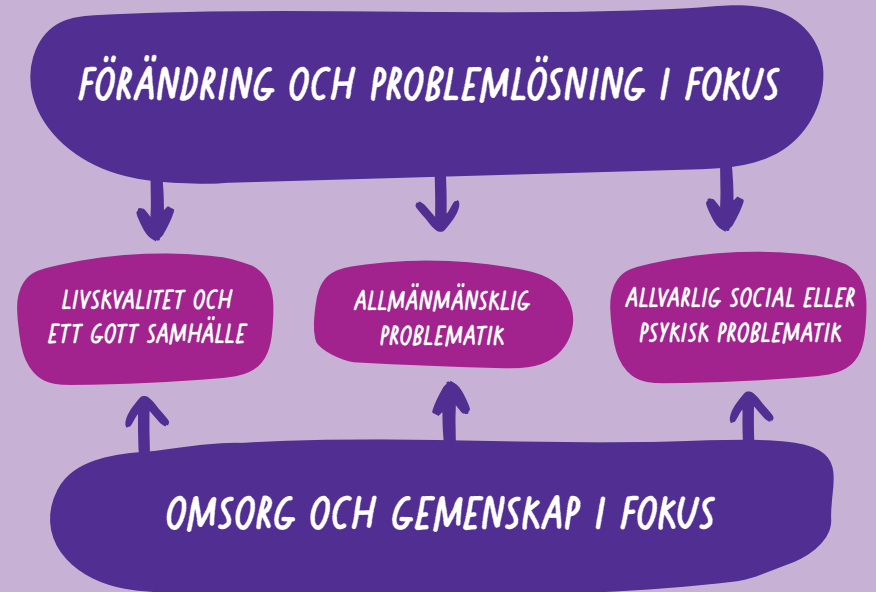 FÖRÄNDRING OCH PROBLEMLÖSNING I FOKUS
LIVSKVALITET OCH
ETT GOTT SAMHÄLLE
ALLMÄNMÄNSKLIG
PROBLEMATIK
ALLVARLIG SOCIAL ELLER
PSYKISK PROBLEMATIK
OMSORG OCH GEMENSKAP I FOKUS